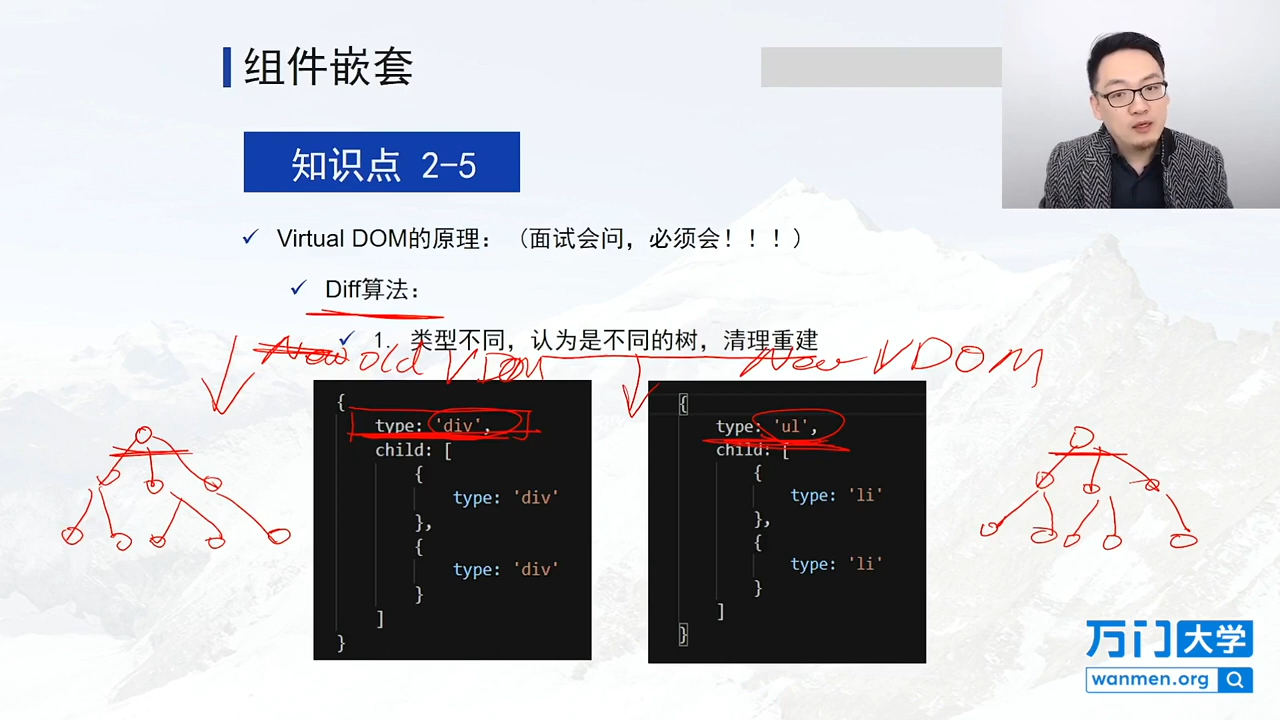 组件嵌套
知识点 2-5
✓ Virtual DOM的原理：（面试会问，必须会！！！）
✓ Diff算法：
✓ 1. 类型不同，认为是不同的树，清理重建
old VDOM
New VDOM
{
type: 'div',
child: [
{
type: 'div'
},
{
type: 'div'
}
]
}
{
type: 'ul',
child: [
{
type: 'li'
},
{
type: 'li'
}
]
}
万门大学
wanmen.org